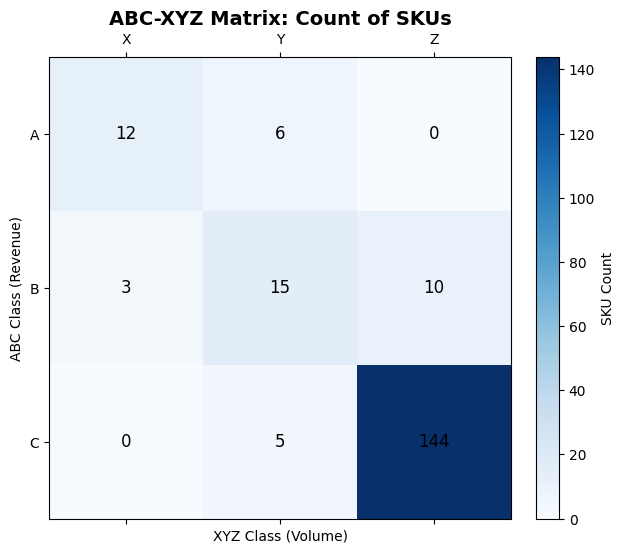 ABC-XYZ Matrix: Count of SKUs
X Y Z
A 12 6 0
B 3 15 10
C 0 5 144
ABC Class (Revenue)
XYZ Class (Volume)
140
120
100
80
60
40
20
0
SKU Count